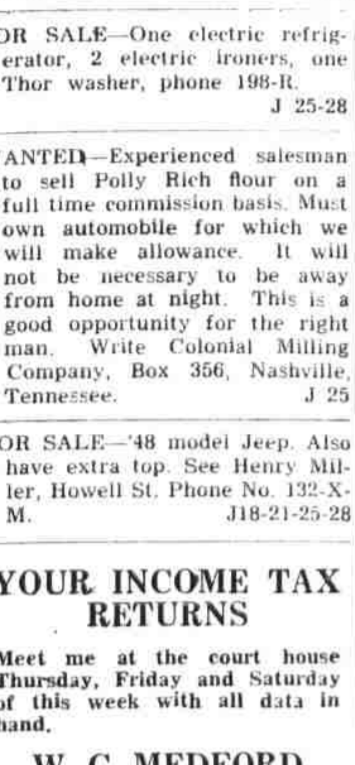 OR SALE—One electric refrig-
erator, 2 electric ironers, one
Thor washer, phone 198-R.
J 25-28
ANTED—Experienced salesman
to sell Polly Rich flour on a
full time commission basis. Must
own automobile for which we
will make allowance. It will
not be necessary to be away
from home at night. This is a
good opportunity for the right
man. Write Colonial Milling
Company, Box 356, Nashville,
Tennessee. J 25
OR SALE—'48 model Jeep. Also
have extra top. See Henry Mil-
ler, Howell St. Phone No. 132-X-
M. J18-21-25-28
YOUR INCOME TAX
RETURNS
Meet me at the court house
Thursday, Friday and Saturday
of this week with all data in
hand.
W. C. MEDFORD